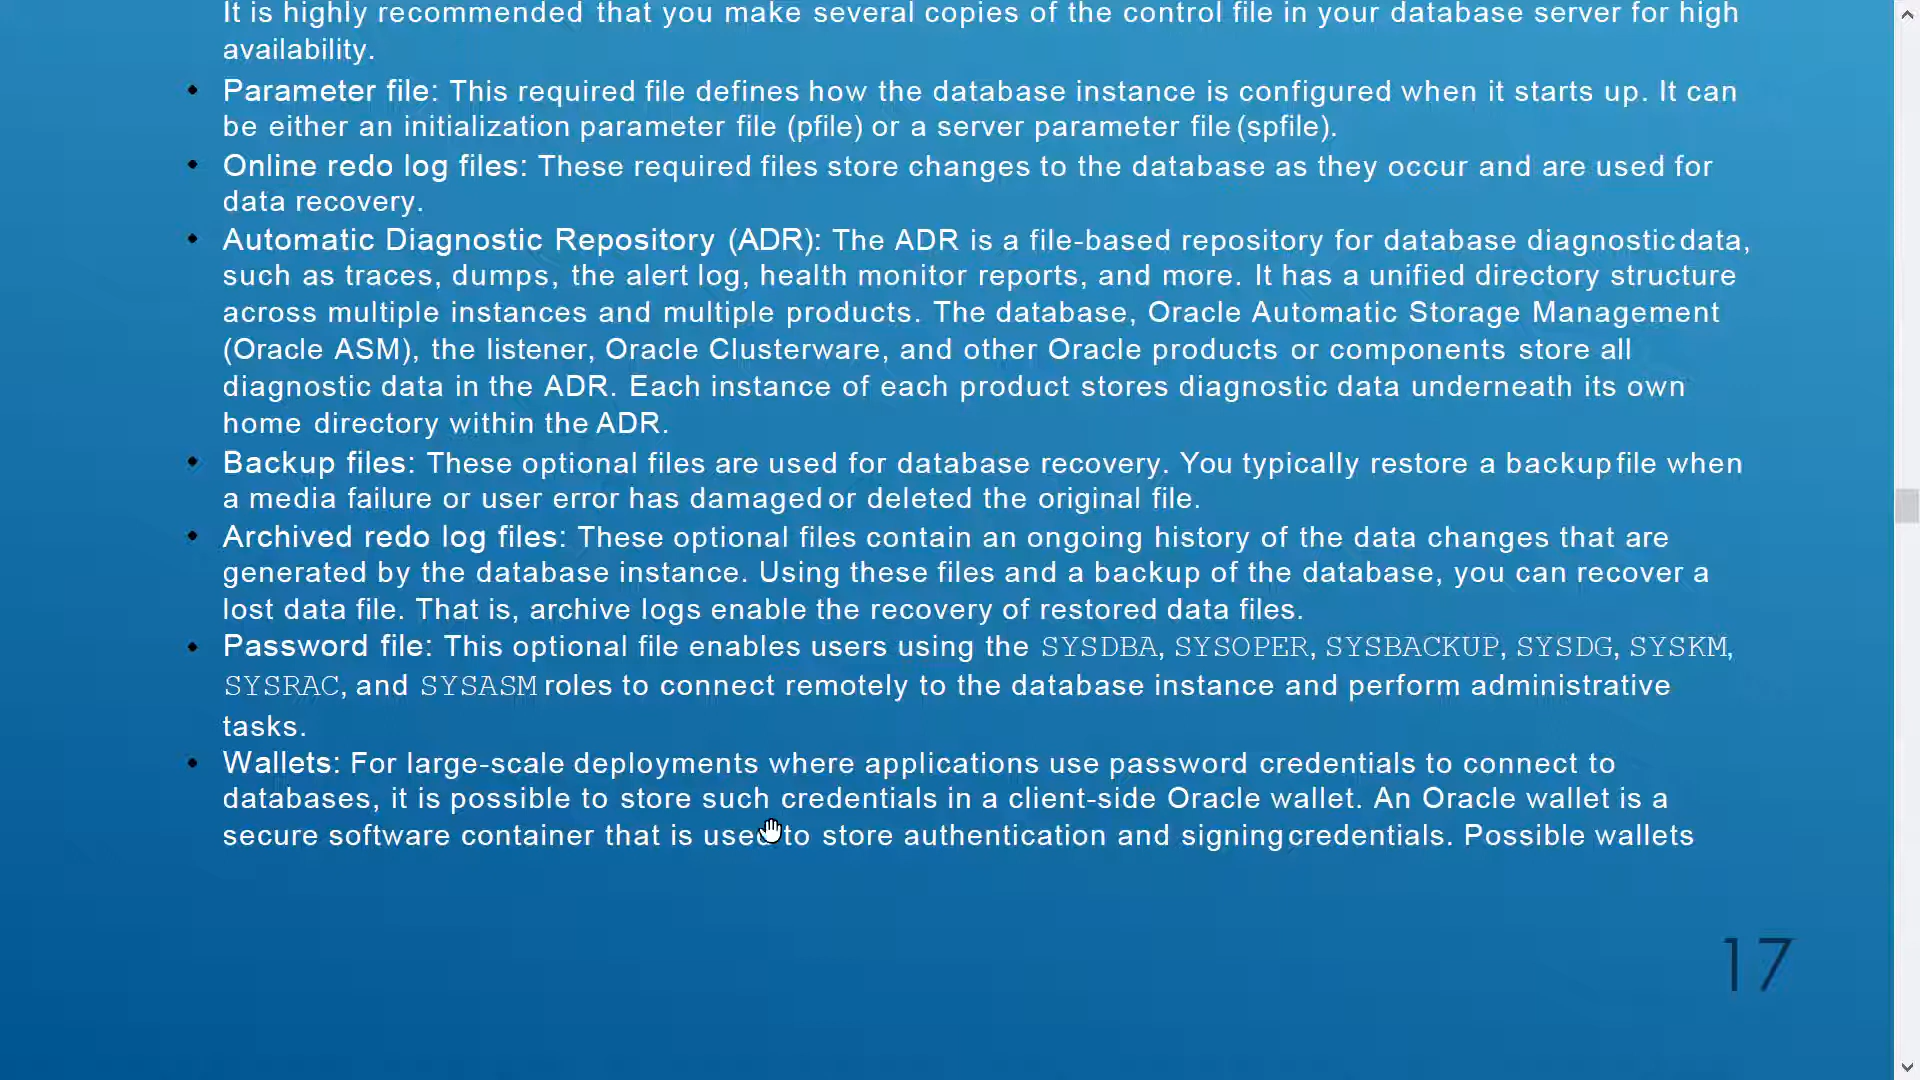 It is highly recommended that you make several copies of the control file in your database server for high
availability.
• Parameter file: This required file defines how the database instance is configured when it starts up. It can
be either an initialization parameter file (pfile) or a server parameter file (spfile).
• Online redo log files: These required files store changes to the database as they occur and are used for
data recovery.
• Automatic Diagnostic Repository (ADR): The ADR is a file-based repository for database diagnostic data,
such as traces, dumps, the alert log, health monitor reports, and more. It has a unified directory structure
across multiple instances and multiple products. The database, Oracle Automatic Storage Management
(Oracle ASM), the listener, Oracle Clusterware, and other Oracle products or components store all
diagnostic data in the ADR. Each instance of each product stores diagnostic data underneath its own
home directory within the ADR.
• Backup files: These optional files are used for database recovery. You typically restore a backup file when
a media failure or user error has damaged or deleted the original file.
• Archived redo log files: These optional files contain an ongoing history of the data changes that are
generated by the database instance. Using these files and a backup of the database, you can recover a
lost data file. That is, archive logs enable the recovery of restored data files.
• Password file: This optional file enables users using the SYSDBA, SYSOPER, SYSBACKUP, SYSDG, SYSKM,
SYSRAC, and SYSASM roles to connect remotely to the database instance and perform administrative
tasks.
• Wallets: For large-scale deployments where applications use password credentials to connect to
databases, it is possible to store such credentials in a client-side Oracle wallet. An Oracle wallet is a
secure software container that is used to store authentication and signing credentials. Possible wallets
17